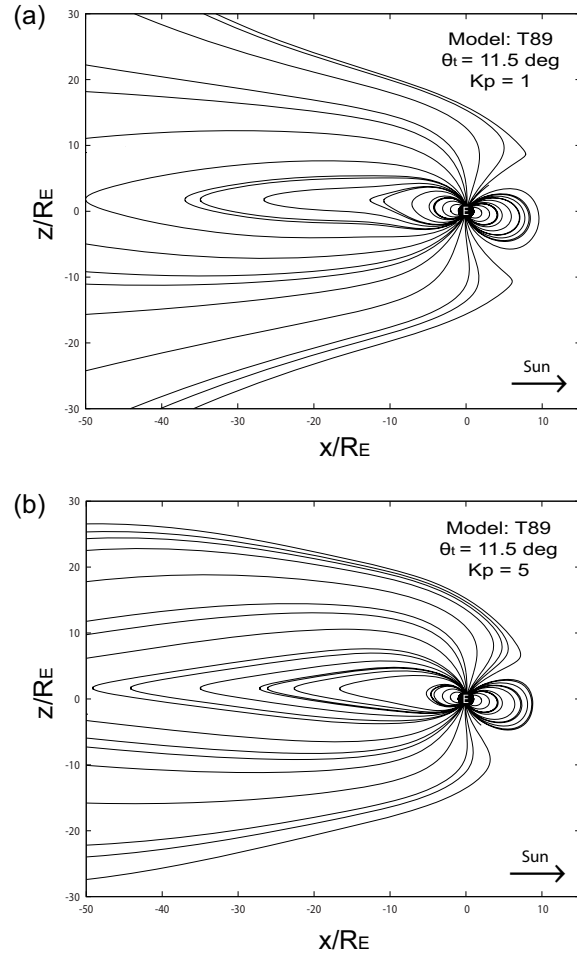 (a)
Model: T89
θt = 11.5 deg
Kp = 1
30
20
10
0
-10
-20
-30
z/RE
E
Sun
-50 -40 -30 -20 -10 0 10
x/RE
(b)
Model: T89
θt = 11.5 deg
Kp = 5
30
20
10
0
-10
-20
-30
z/RE
E
Sun
-50 -40 -30 -20 -10 0 10
x/RE